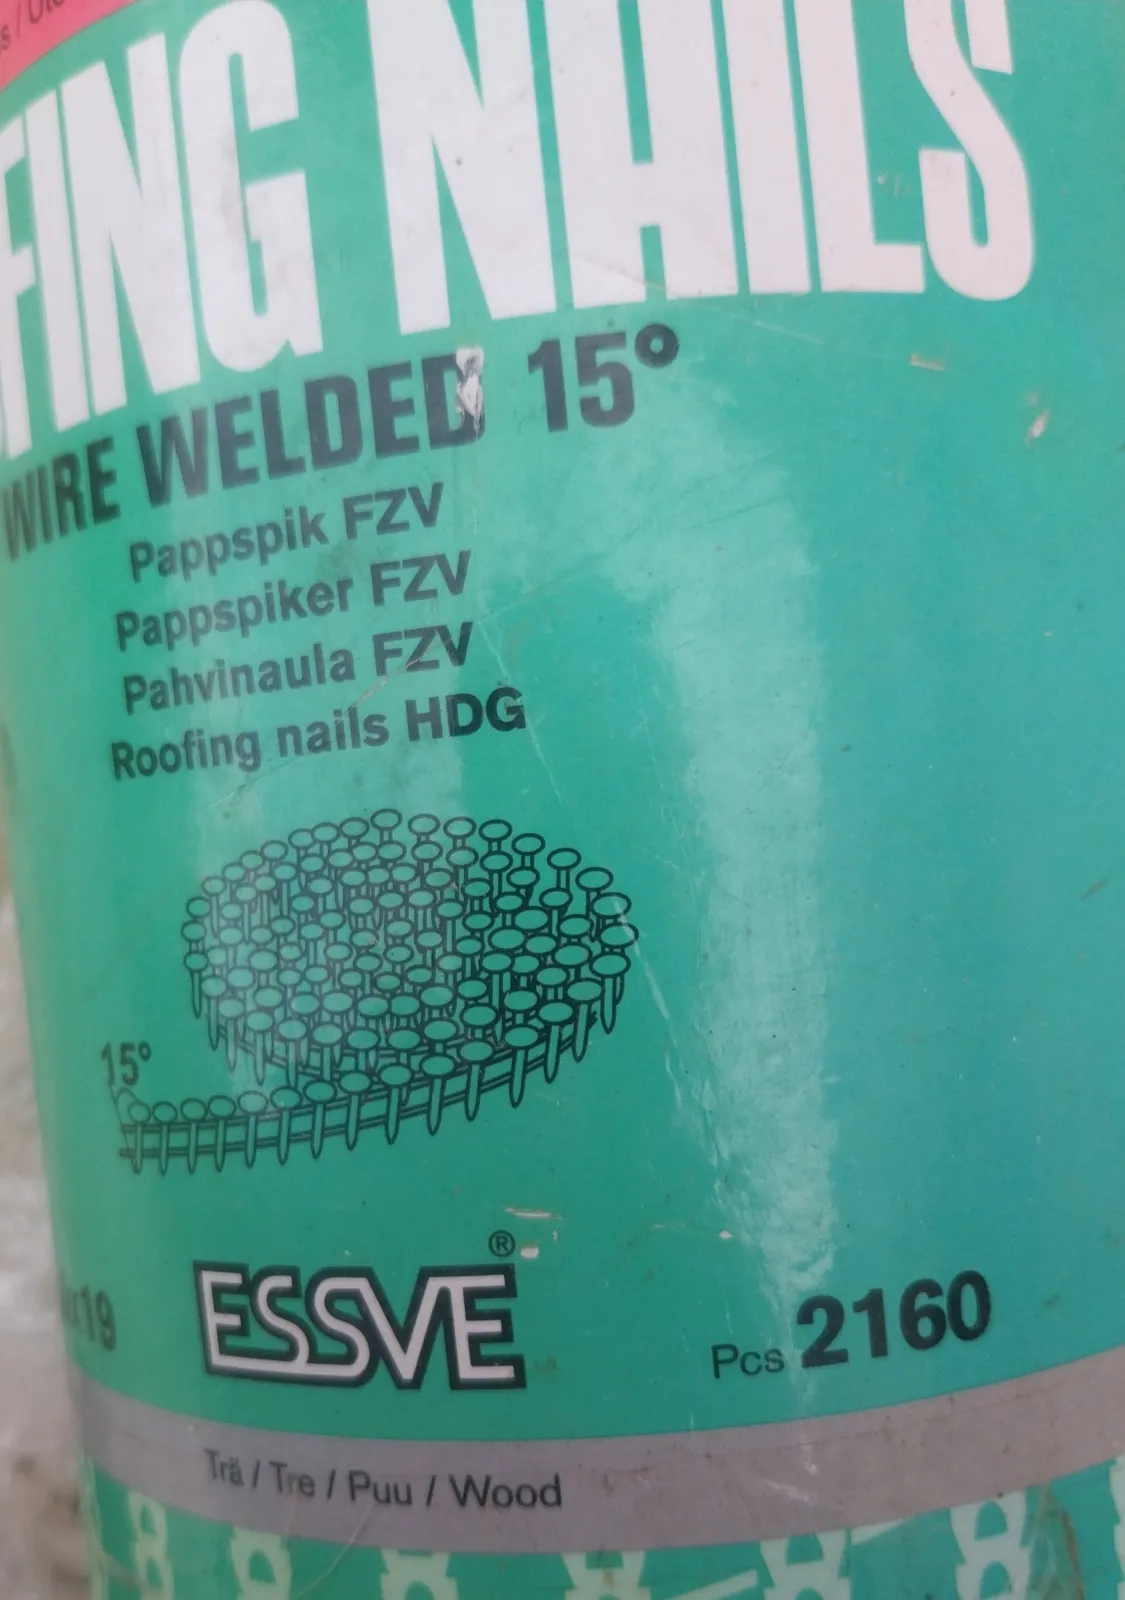 FING NAILS
WIRE WELDED 15°
Pappspik FZV
Pappspiker FZV
Pahvinaula FZV
Roofing nails HDG
15°
ESSVE®
x19
Pcs 2160
Trä / Tre / Puu / Wood